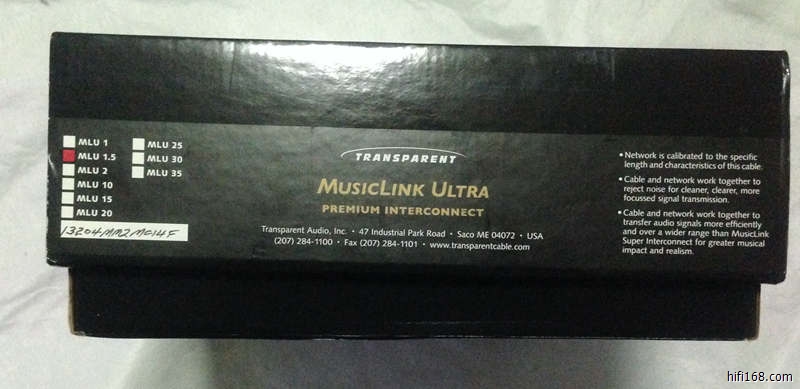 MLU 1
MLU 1.5
MLU 2
MLU 10
MLU 15
MLU 20
MLU 25
MLU 30
MLU 35
13204MM2MC14F
TRANSPARENT
MUSICLINK ULTRA
PREMIUM INTERCONNECT
Transparent Audio, Inc. • 47 Industrial Park Road • Saco ME 04072 • USA
(207) 284-1100 • Fax (207) 284-1101 • www.transparentcable.com
• Network is calibrated to the specific
length and characteristics of this cable.
• Cable and network work together to
reject noise for cleaner, clearer, more
focussed signal transmission.
• Cable and network work together to
transfer audio signals more efficiently
and over a wider range than MusicLink
Super Interconnect for greater musical
impact and realism.
hifi168.com